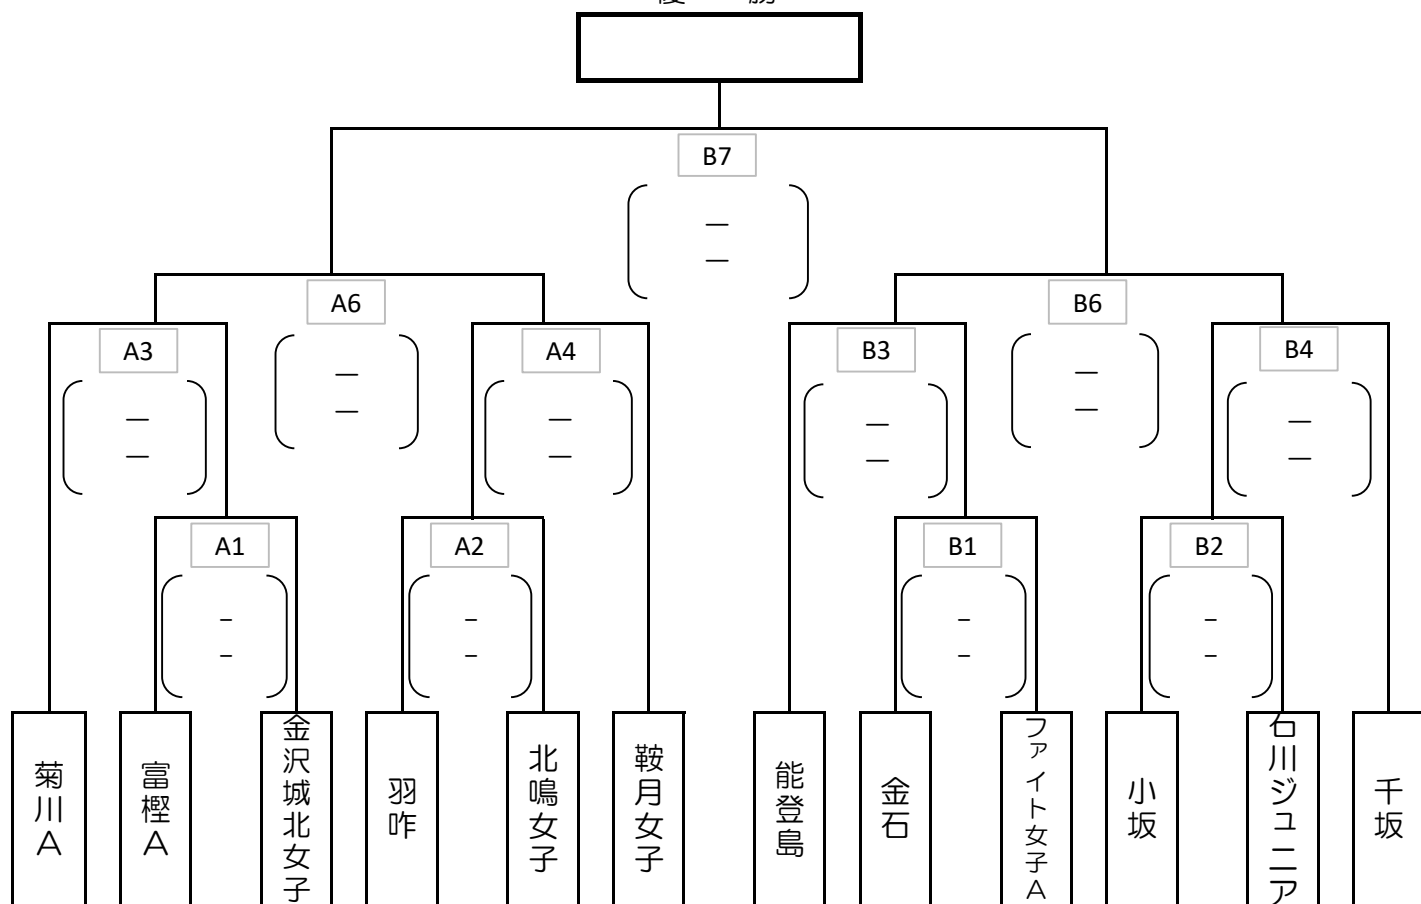 優 勝
B7
—
—
A6
B6
—
—
—
—
A3
A4
B3
B4
—
—
—
—
—
—
—
—
A1
A2
B1
B2
–
–
–
–
–
–
–
–
菊川A
富樫A
金沢城北女子
羽咋
北鳴女子
鞍月女子
能登島
金石
ファイト女子A
小坂
石川ジュニア
千坂